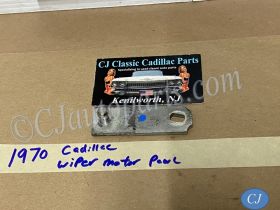 CJ Classic Cadillac Parts
Specializing in used classic auto parts
Kenilworth, NJ
© CJautoparts.com
1970 Cadillac
wiper motor Pawl
CJ